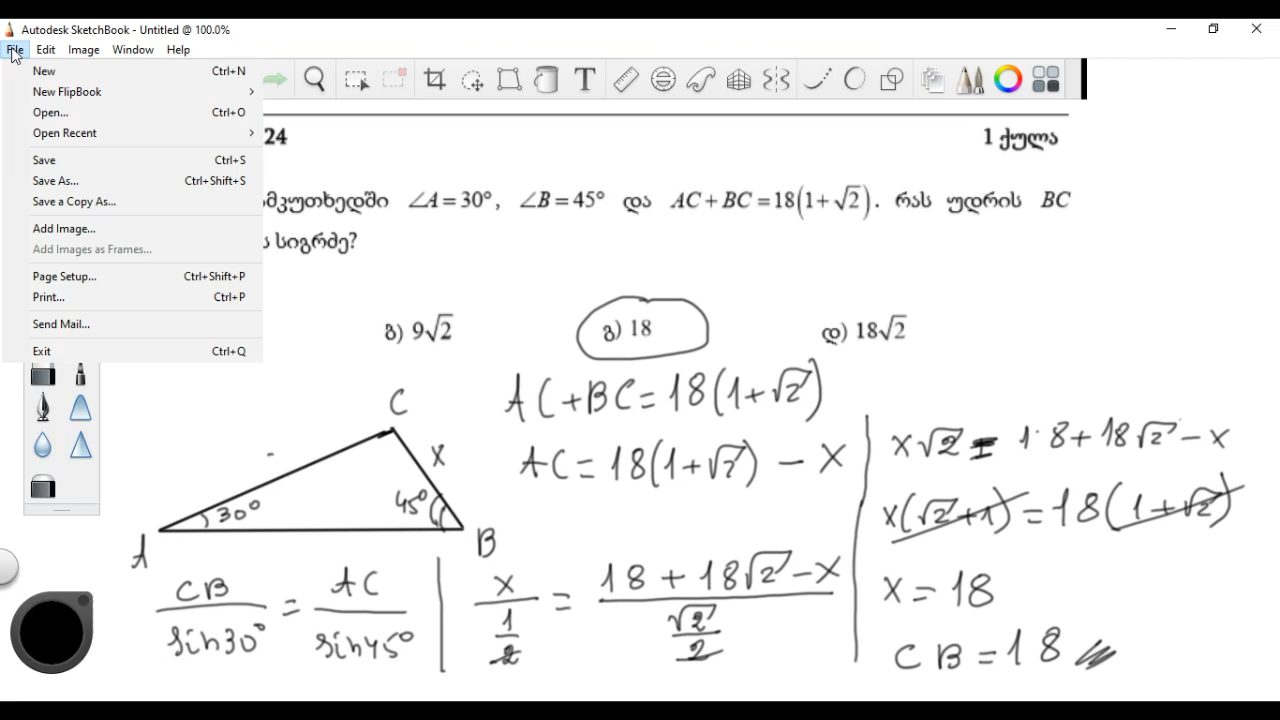 Autodesk SketchBook - Untitled @ 100.0%
File Edit Image Window Help
New Ctrl+N
New FlipBook
Open... Ctrl+O
Open Recent
Save Ctrl+S
Save As... Ctrl+Shift+S
Save a Copy As...
Add Image...
Add Images as Frames...
Page Setup... Ctrl+Shift+P
Print... Ctrl+P
Send Mail...
Exit Ctrl+Q
24 1 ქულა
მკუთხედში ∠A = 30°, ∠B = 45° და AC + BC = 18(1+√2). რას უდრის BC
სიგრძე?
ბ) 9√2 გ) 18 დ) 18√2
AC+BC=18(1+√2)
AC=18(1+√2) - x
C
x
30° 45°
A B
CB/sin30° = AC/sin45°
x/(1/2) = (18+18√2-x)/(√2/2)
x√2 = 18+18√2-x
x(√2+1)=18(1+√2)
x=18
CB=18